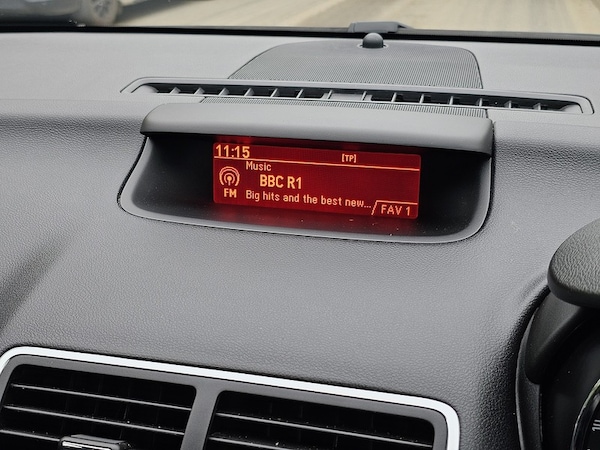 11:15 [TP]
Music
BBC R1
FM Big hits and the best new...
FAV 1